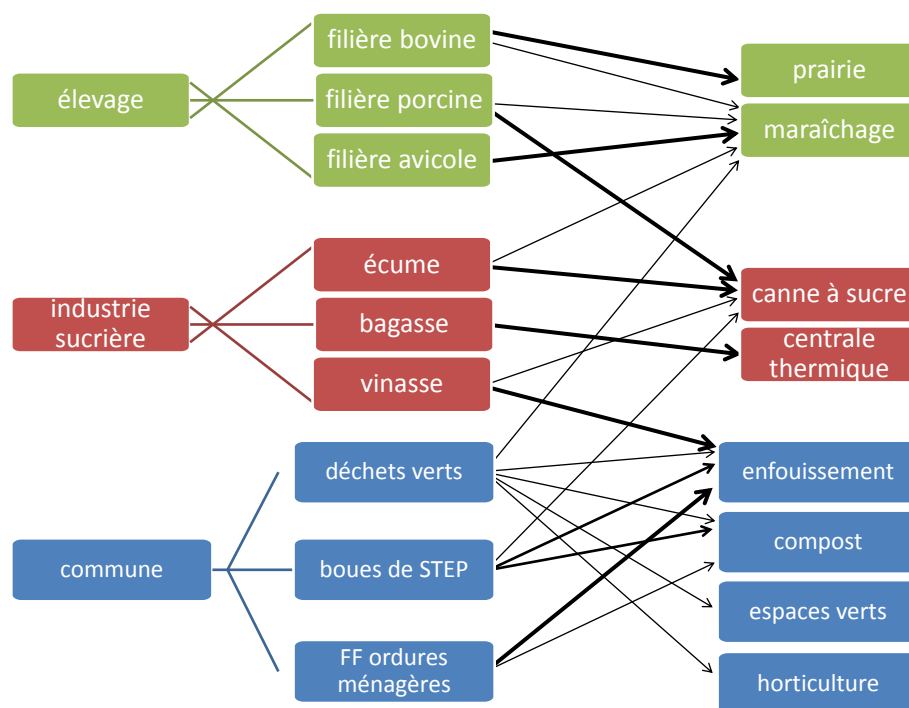 élevage
filière bovine
filière porcine
filière avicole
prairie
maraîchage
industrie
sucrière
écume
bagasse
vinasse
canne à sucre
centrale
thermique
commune
déchets verts
boues de STEP
FF ordures
ménagères
enfouissement
compost
espaces verts
horticulture